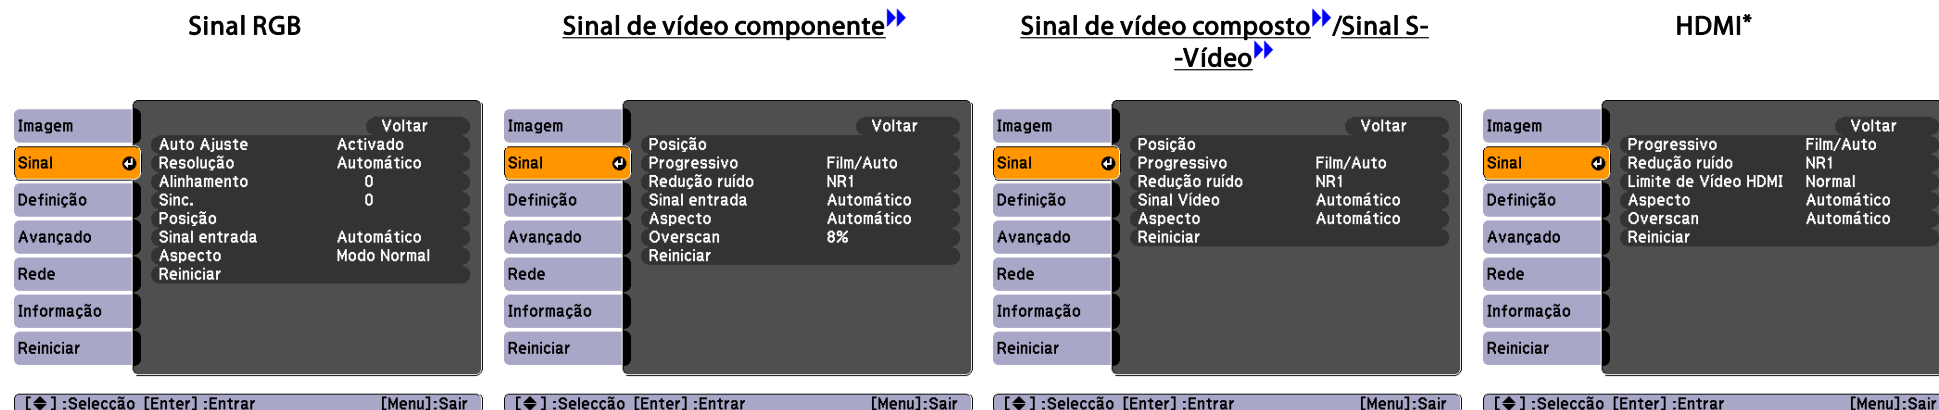 Sinal RGB
Imagem
Sinal
Definição
Avançado
Rede
Informação
Reiniciar
Voltar
Auto Ajuste Activado
Resolução Automático
Alinhamento 0
Sinc. 0
Posição
Sinal entrada Automático
Aspecto Modo Normal
Reiniciar
[◆] :Selecção [Enter] :Entrar [Menu]:Sair
Sinal de vídeo componente
Imagem
Sinal
Definição
Avançado
Rede
Informação
Reiniciar
Voltar
Posição
Progressivo Film/Auto
Redução ruído NR1
Sinal entrada Automático
Aspecto Automático
Overscan 8%
Reiniciar
[◆] :Selecção [Enter] :Entrar [Menu]:Sair
Sinal de vídeo composto/Sinal S-
-Vídeo
Imagem
Sinal
Definição
Avançado
Rede
Informação
Reiniciar
Voltar
Posição
Progressivo Film/Auto
Redução ruído NR1
Sinal Vídeo Automático
Aspecto Automático
Reiniciar
[◆] :Selecção [Enter] :Entrar [Menu]:Sair
HDMI*
Imagem
Sinal
Definição
Avançado
Rede
Informação
Reiniciar
Voltar
Progressivo Film/Auto
Redução ruído NR1
Limite de Vídeo HDMI Normal
Aspecto Automático
Overscan Automático
Reiniciar
[◆] :Selecção [Enter] :Entrar [Menu]:Sair